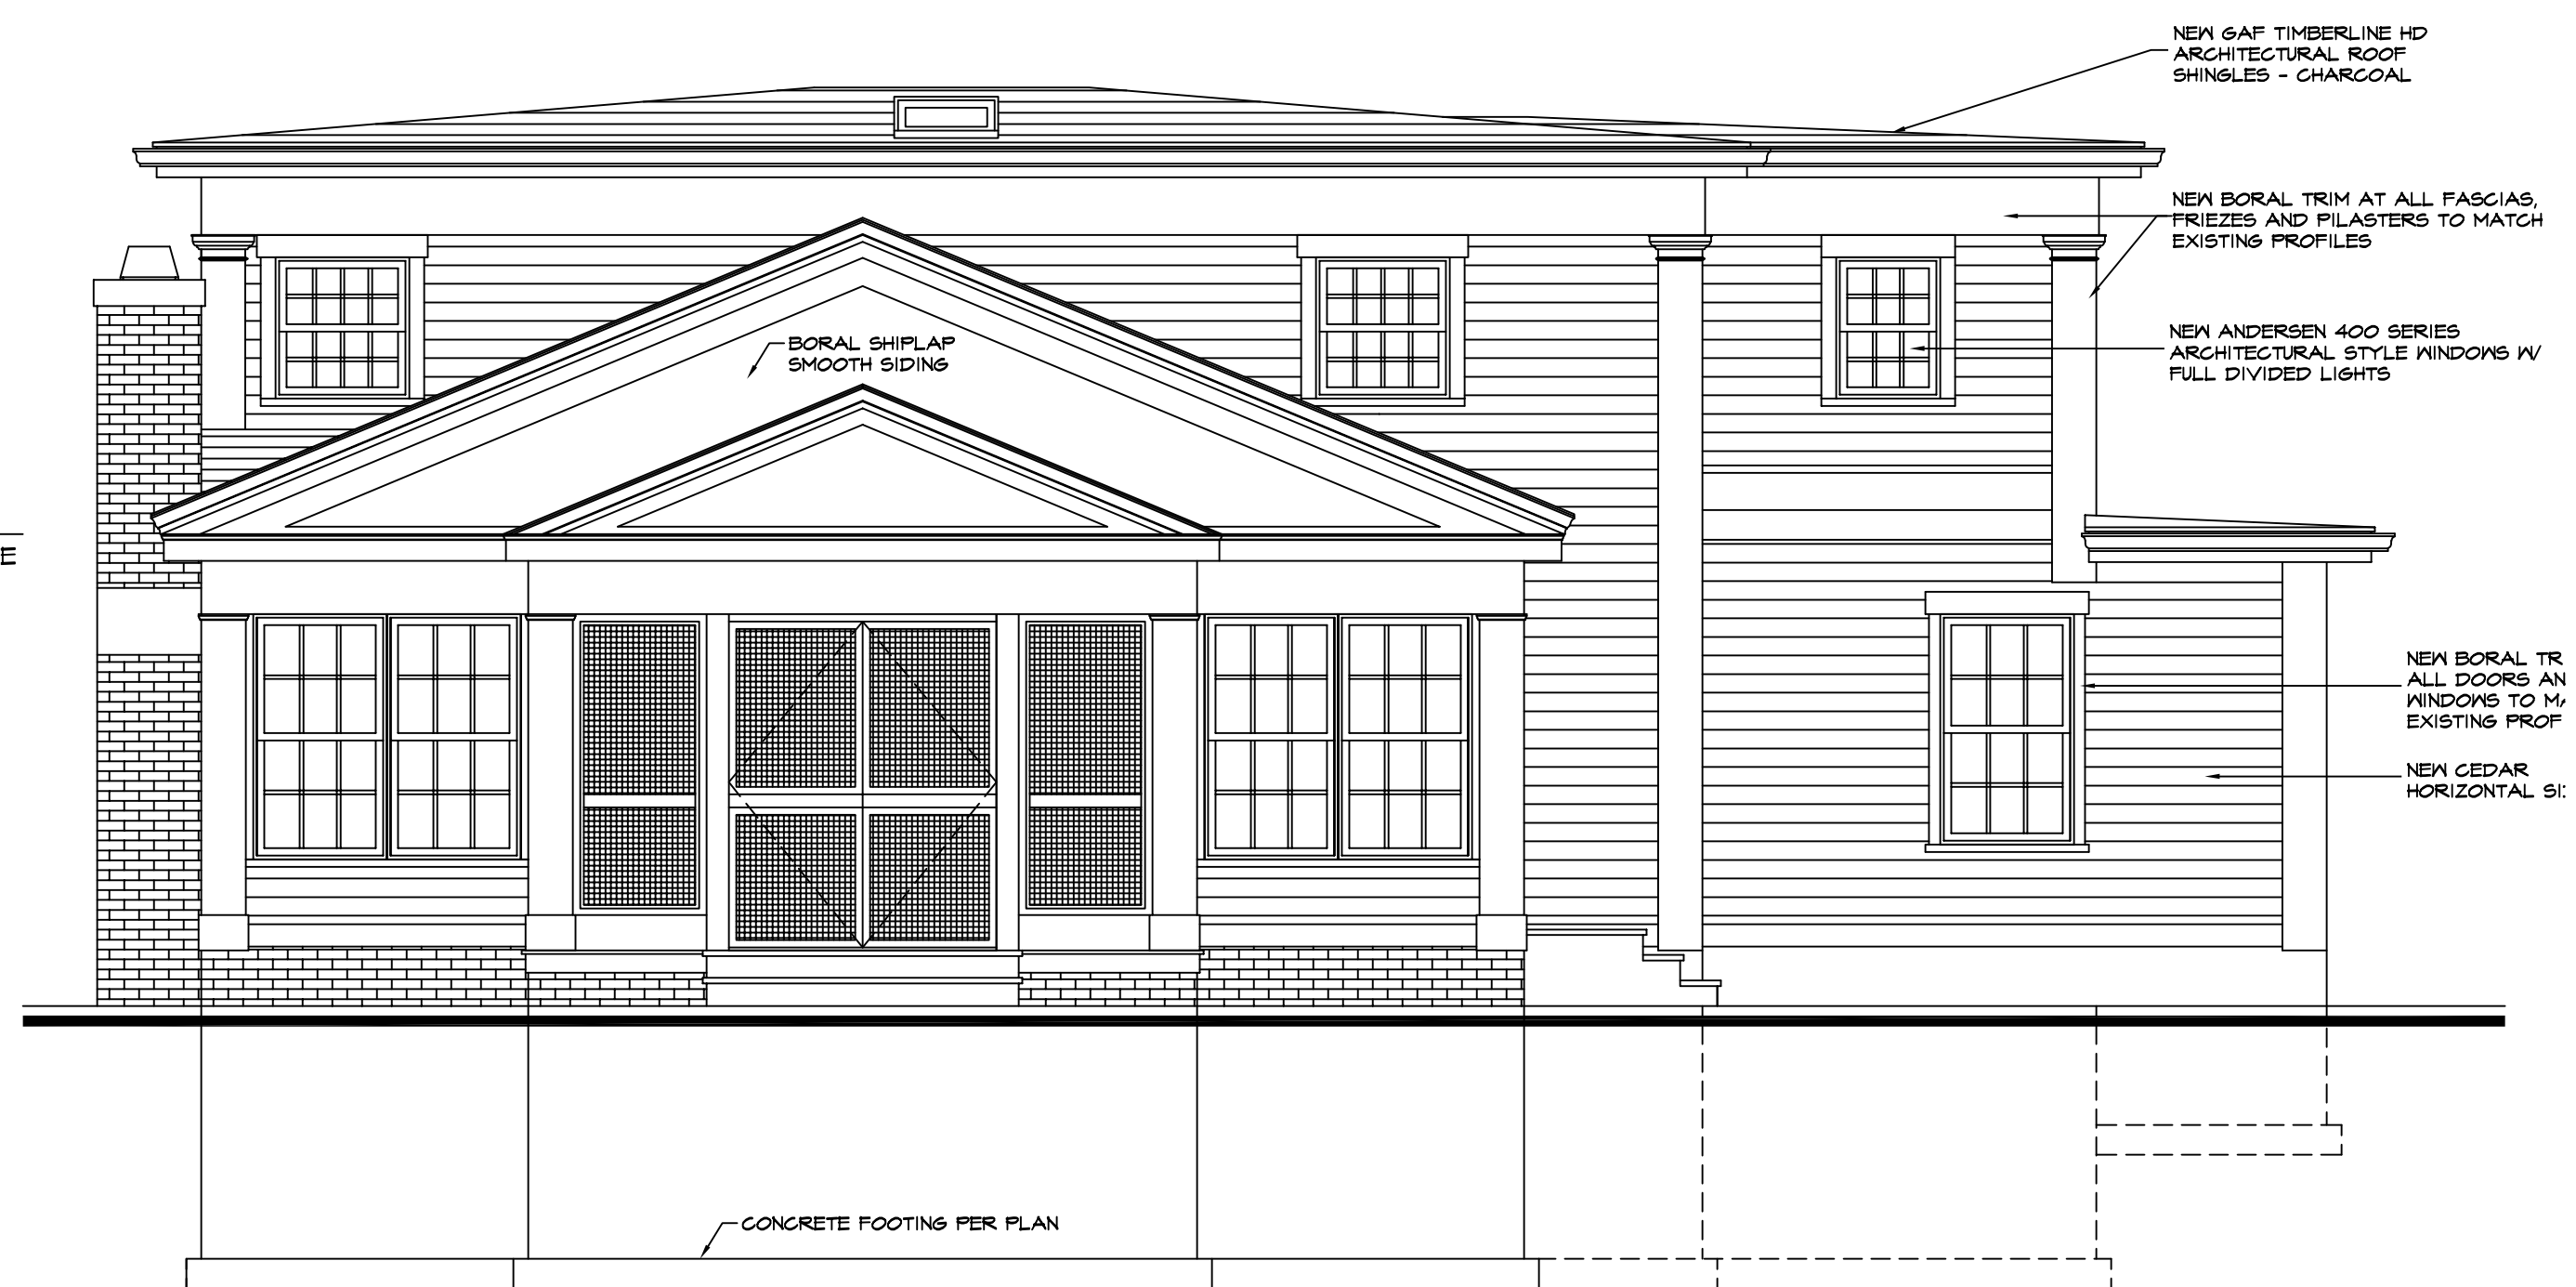 NEW GAF TIMBERLINE HD
ARCHITECTURAL ROOF
SHINGLES - CHARCOAL
NEW BORAL TRIM AT ALL FASCIAS,
FRIEZES AND PILASTERS TO MATCH
EXISTING PROFILES
NEW ANDERSEN 400 SERIES
ARCHITECTURAL STYLE WINDOWS W/
FULL DIVIDED LIGHTS
BORAL SHIPLAP
SMOOTH SIDING
E
NEW BORAL TR
ALL DOORS AN
WINDOWS TO
EXISTING PROF
NEW CEDAR
HORIZONTAL
CONCRETE FOOTING PER PLAN